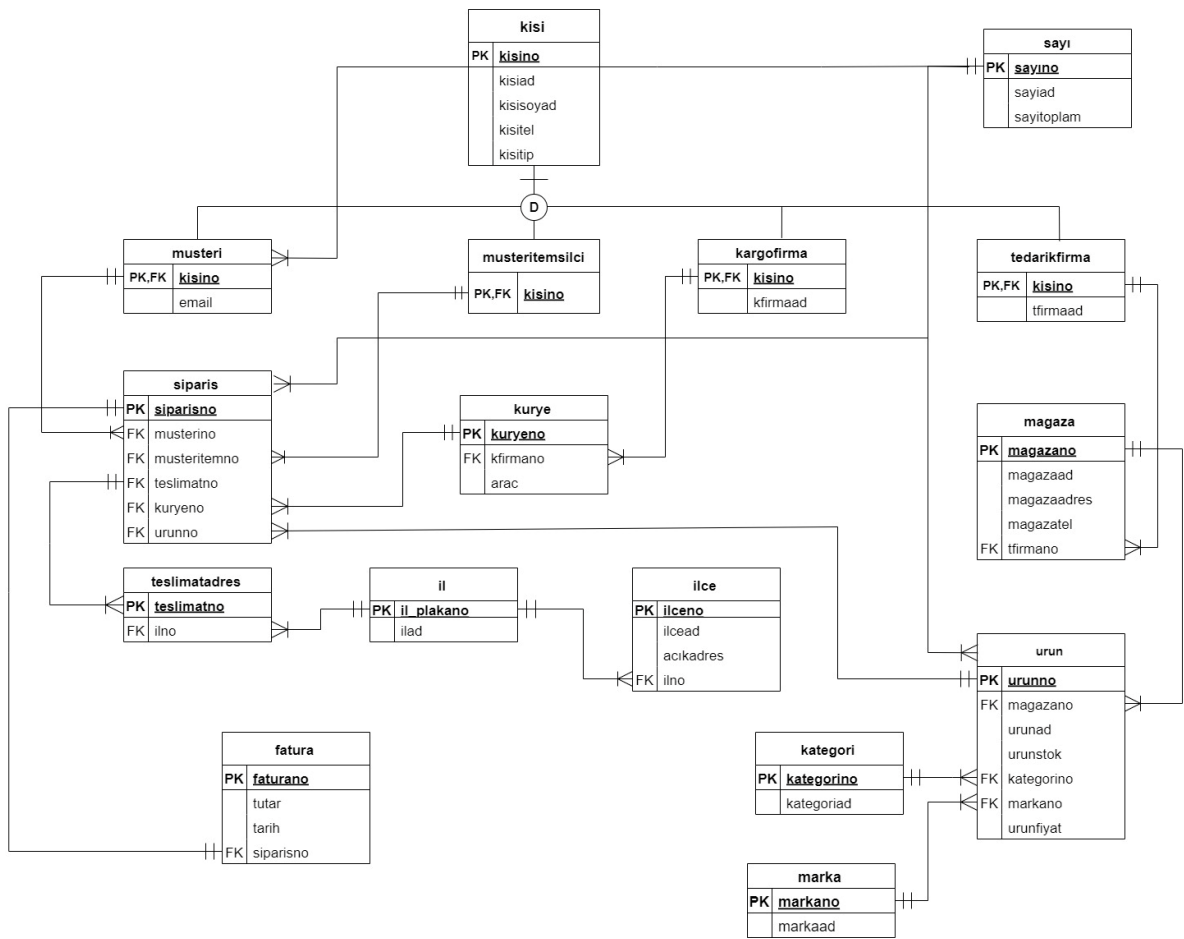 kisi
PK kisino
kisiad
kisisoyad
kisitel
kisitip
sayı
PK sayıno
sayiad
sayitoplam
D
musteri
PK,FK kisino
email
musteritemsilci
PK,FK kisino
kargofirma
PK,FK kisino
kfirmaad
tedarikfirma
PK,FK kisino
tfirmaad
siparis
PK siparisno
FK musterino
FK musteritemno
FK teslimatno
FK kuryeno
FK urunno
kurye
PK kuryeno
FK kfirmano
arac
magaza
PK magazano
magazaad
magazaadres
magazatel
FK tfirmano
teslimatadres
PK teslimatno
FK ilno
il
PK il_plakano
ilad
ilce
PK ilceno
ilcead
acıkadres
FK ilno
urun
PK urunno
FK magazano
urunad
urunstok
FK kategorino
FK markano
urunfiyat
fatura
PK faturano
tutar
tarih
FK siparisno
kategori
PK kategorino
kategoriad
marka
PK markano
markaad